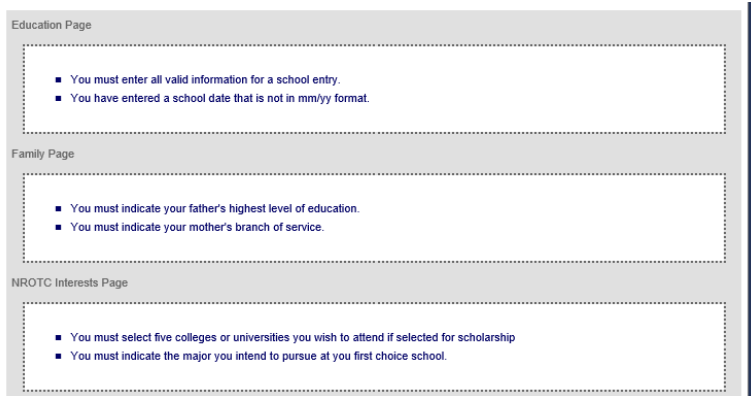 Education Page
You must enter all valid information for a school entry.
You have entered a school date that is not in mm/yy format.
Family Page
You must indicate your father's highest level of education.
You must indicate your mother's branch of service.
NROTC Interests Page
You must select five colleges or universities you wish to attend if selected for scholarship
You must indicate the major you intend to pursue at you first choice school.